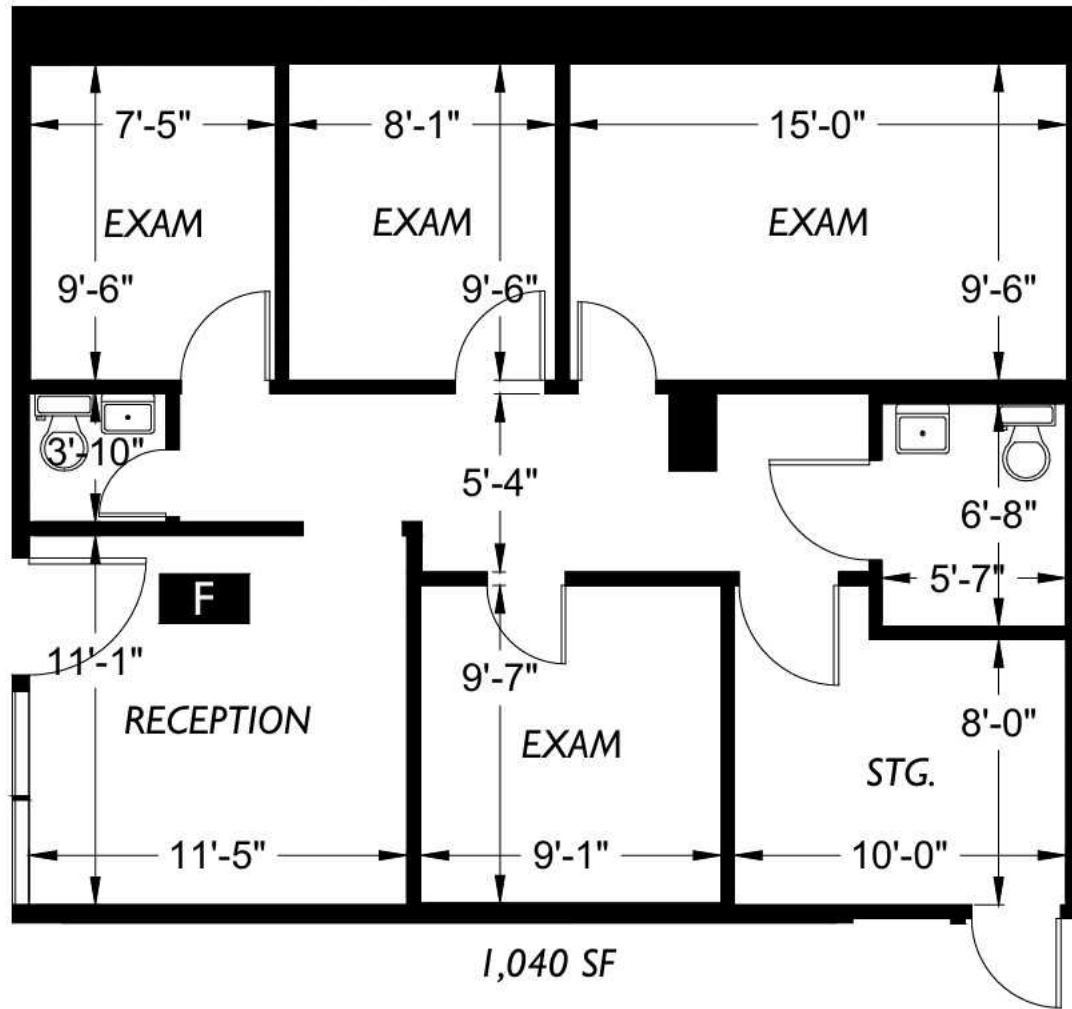 7'-5" 8'-1" 15'-0"
EXAM EXAM EXAM
9'-6" 9'-6" 9'-6"
3'-10" 5'-4" 6'-8"
5'-7"
F
11'-1" 9'-7"
RECEPTION EXAM 8'-0"
STG.
11'-5" 9'-1" 10'-0"
1,040 SF